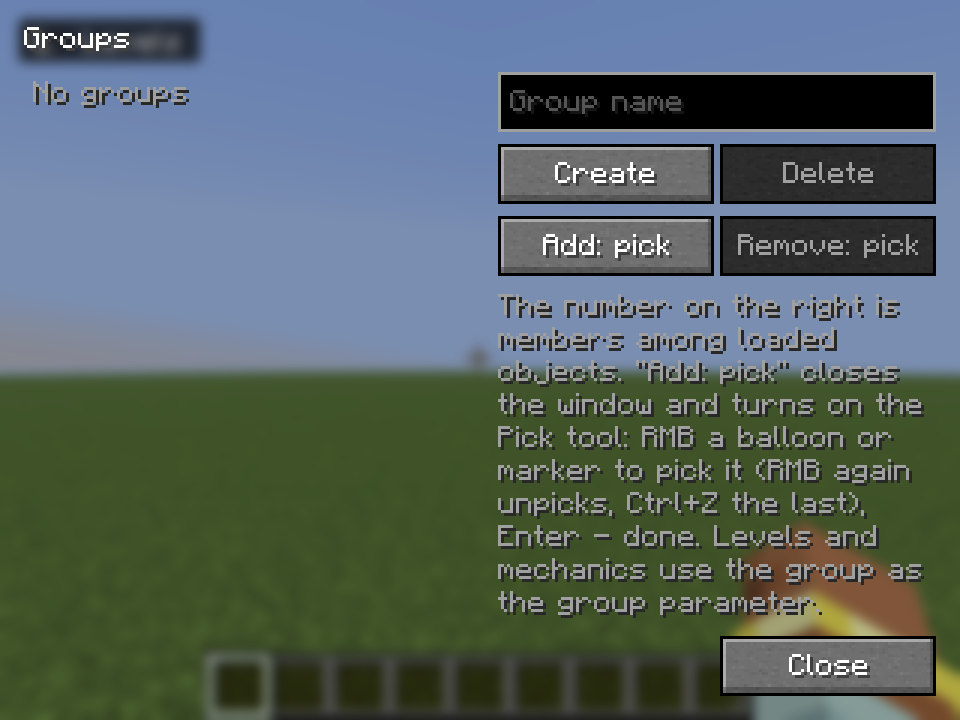 Groups
No groups
Group name
Create
Delete
Add: pick
Remove: pick
The number on the right is
members among loaded
objects. "Add: pick" closes
the window and turns on the
Pick tool: RMB a balloon or
marker to pick it (RMB again
unpicks, Ctrl+Z the last),
Enter – done. Levels and
mechanics use the group as
the group parameter.
Close